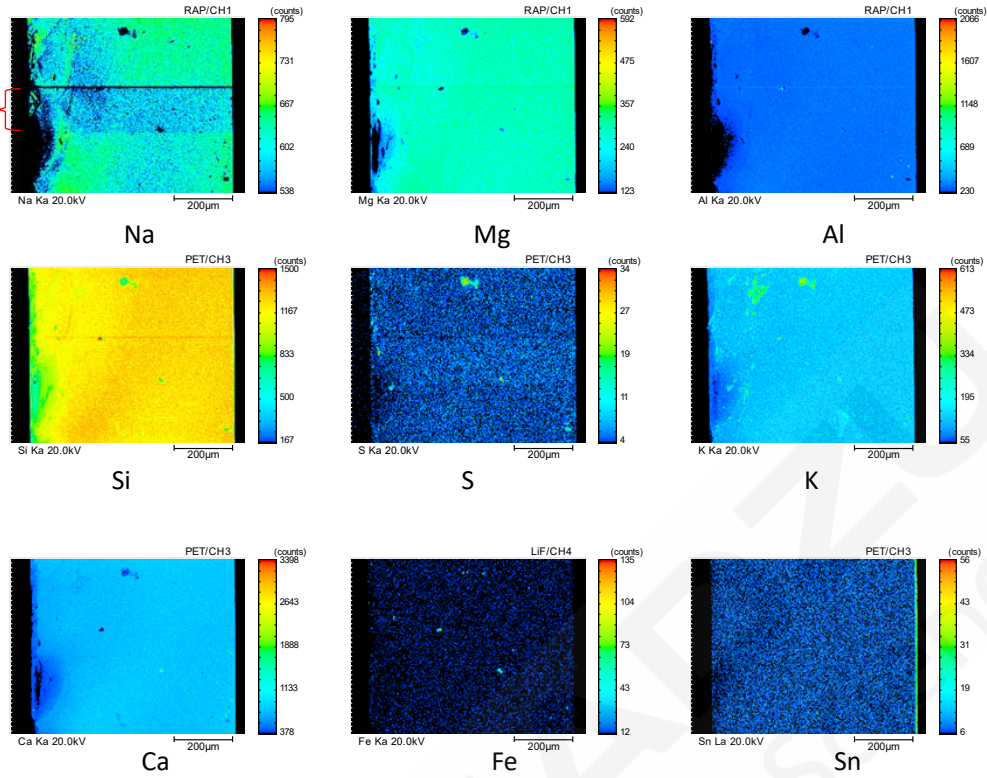 RAP/CH1 (counts)
795
731
667
602
538
Na Ka 20.0kV 200µm
Na
RAP/CH1 (counts)
592
475
357
240
123
Mg Ka 20.0kV 200µm
Mg
RAP/CH1 (counts)
2066
1607
1148
689
230
Al Ka 20.0kV 200µm
Al
PET/CH3 (counts)
1500
1167
833
500
167
Si Ka 20.0kV 200µm
Si
PET/CH3 (counts)
34
27
19
11
4
S Ka 20.0kV 200µm
S
PET/CH3 (counts)
613
473
334
195
55
K Ka 20.0kV 200µm
K
PET/CH3 (counts)
3398
2643
1888
1133
378
Ca Ka 20.0kV 200µm
Ca
LiF/CH4 (counts)
135
104
73
43
12
Fe Ka 20.0kV 200µm
Fe
PET/CH3 (counts)
56
43
31
19
6
Sn La 20.0kV 200µm
Sn